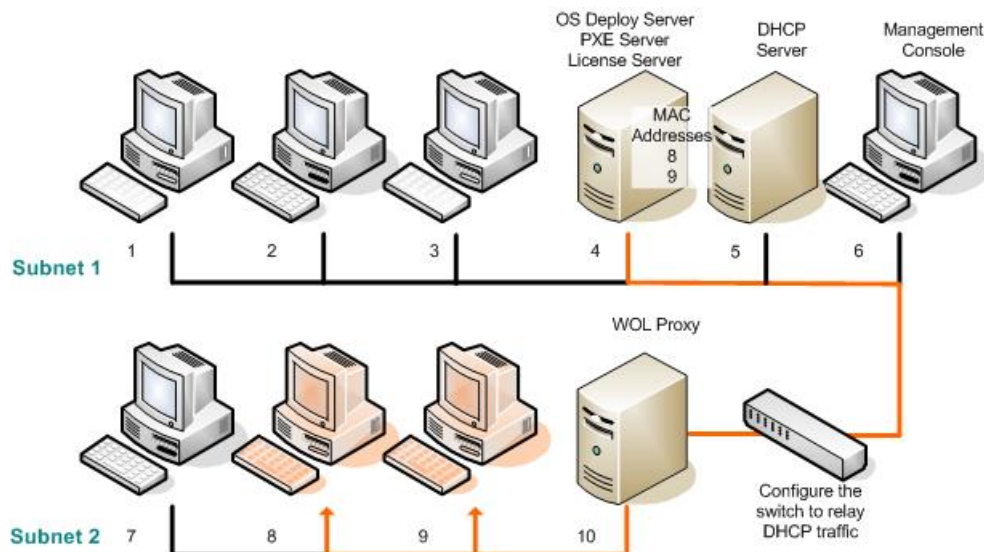 OS Deploy Server
PXE Server
License Server
DHCP
Server
Management
Console
MAC
Addresses
8
9
1
2
3
4
5
6
Subnet 1
WOL Proxy
Configure the
switch to relay
DHCP traffic
Subnet 2
7
8
9
10